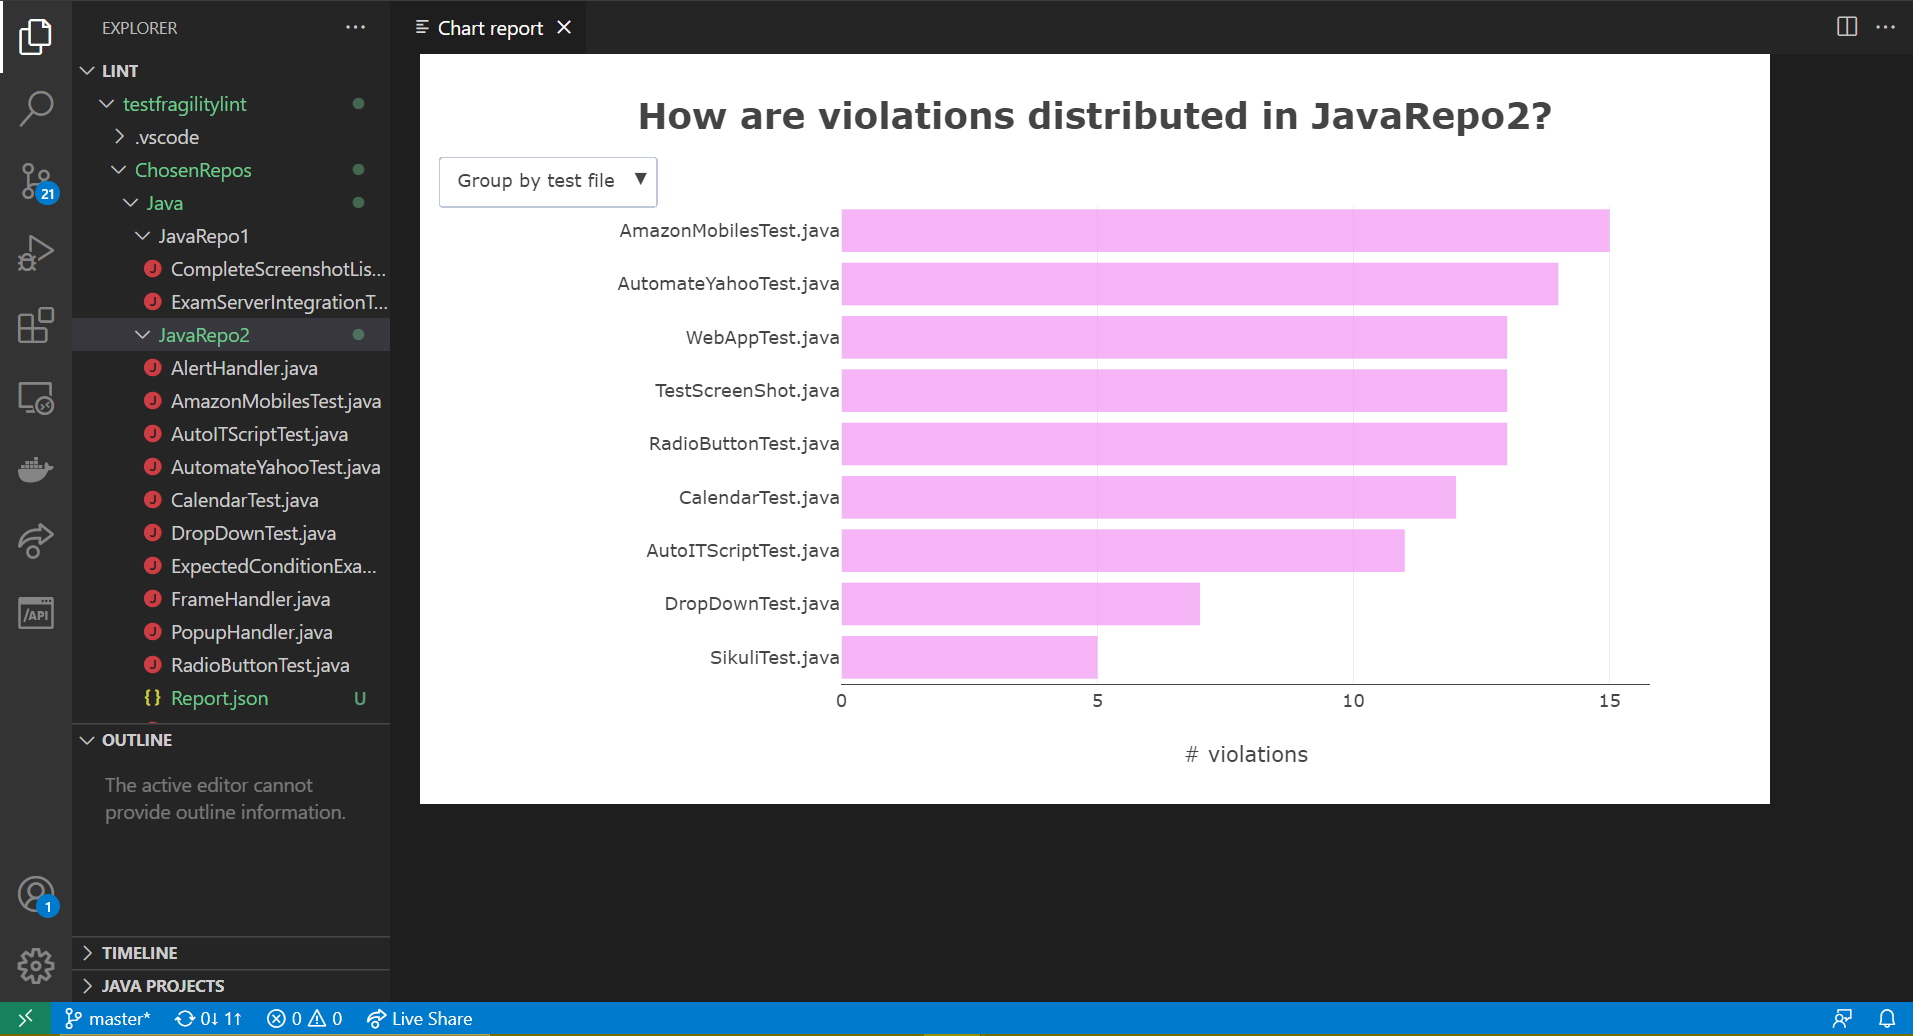 EXPLORER
LINT
testfragilitylint
.vscode
ChosenRepos
Java
JavaRepo1
CompleteScreenshotLis...
ExamServerIntegrationT...
JavaRepo2
AlertHandler.java
AmazonMobilesTest.java
AutoITScriptTest.java
AutomateYahooTest.java
CalendarTest.java
DropDownTest.java
ExpectedConditionExa...
FrameHandler.java
PopupHandler.java
RadioButtonTest.java
{} Report.json U
OUTLINE
The active editor cannot
provide outline information.
TIMELINE
JAVA PROJECTS
21
/API
1
Chart report
How are violations distributed in JavaRepo2?
Group by test file
AmazonMobilesTest.java
AutomateYahooTest.java
WebAppTest.java
TestScreenShot.java
RadioButtonTest.java
CalendarTest.java
AutoITScriptTest.java
DropDownTest.java
SikuliTest.java
0 5 10 15
# violations
master* 0↓ 1↑ 0 0 Live Share